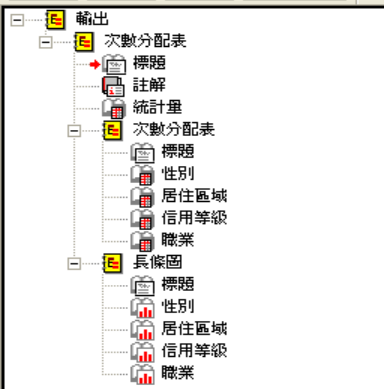 輸出
次數分配表
標題
註解
統計量
次數分配表
標題
性別
居住區域
信用等級
職業
長條圖
標題
性別
居住區域
信用等級
職業